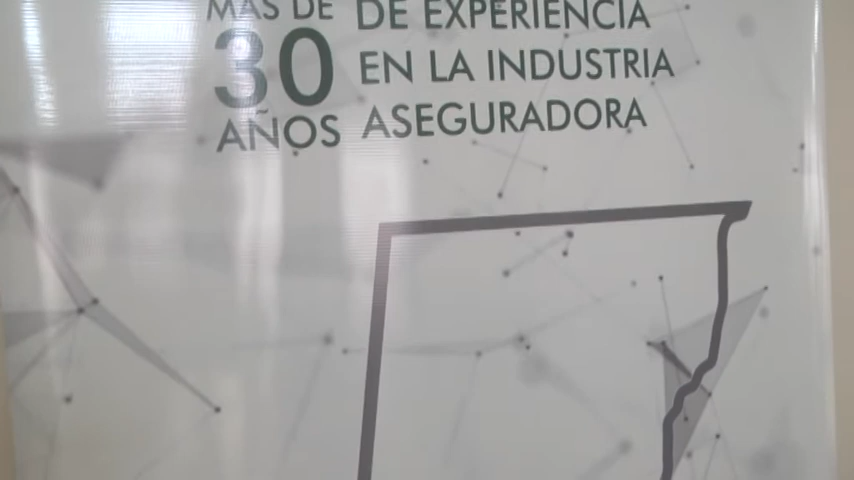 MÁS DE DE EXPERIENCIA
30 EN LA INDUSTRIA
AÑOS ASEGURADORA